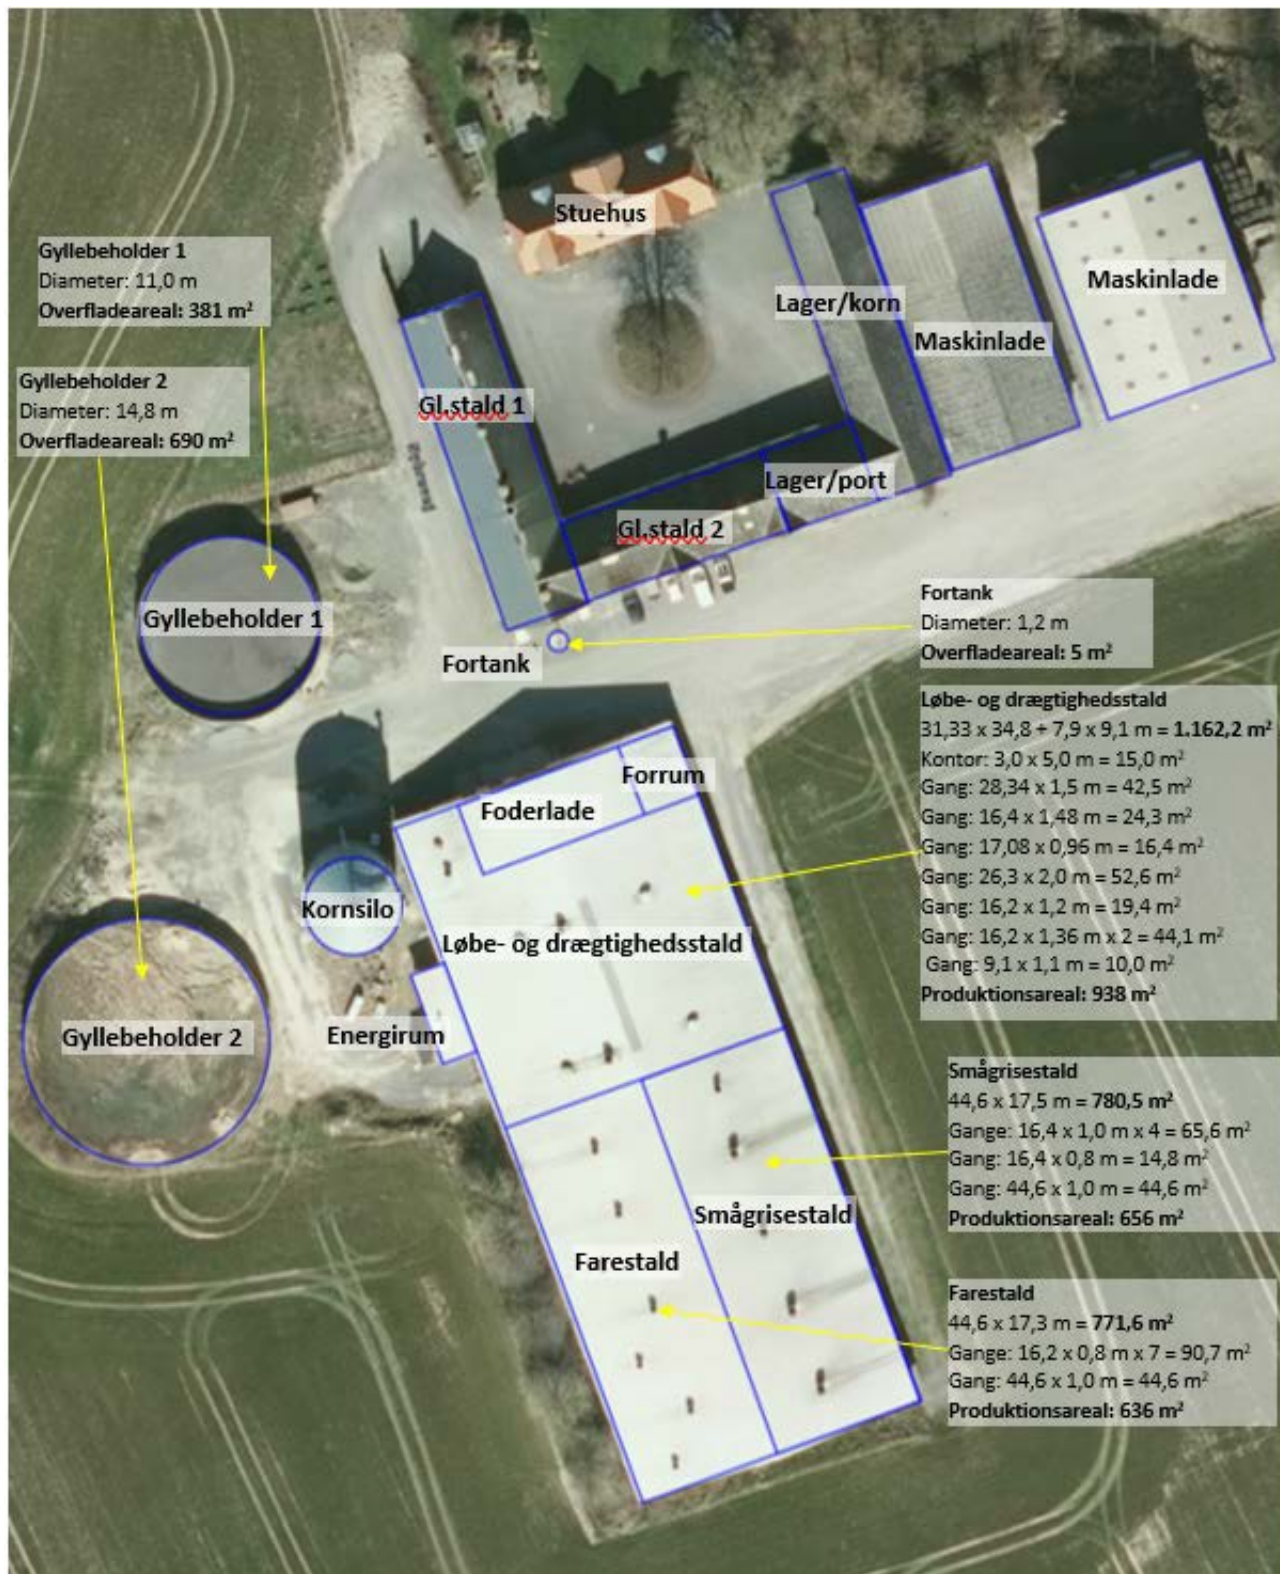 Stuehus
Gyllebeholder 1
Diameter: 11,0 m
Overfladeareal: 381 m²
Lager/korn
Maskinlade
Maskinlade
Gyllebeholder 2
Diameter: 14,8 m
Overfladeareal: 690 m²
Gl.stald 1
Lager/port
Gl.stald 2
Gyllebeholder 1
Fortank
Diameter: 1,2 m
Overfladeareal: 5 m²
Fortank
Løbe- og drægtighedsstald
31,33 x 34,8 + 7,9 x 9,1 m = 1.162,2 m²
Kontor: 3,0 x 5,0 m = 15,0 m²
Gang: 28,34 x 1,5 m = 42,5 m²
Gang: 16,4 x 1,48 m = 24,3 m²
Gang: 17,08 x 0,96 m = 16,4 m²
Gang: 26,3 x 2,0 m = 52,6 m²
Gang: 16,2 x 1,2 m = 19,4 m²
Gang: 16,2 x 1,36 m x 2 = 44,1 m²
Gang: 9,1 x 1,1 m = 10,0 m²
Produktionsareal: 938 m²
Forrum
Foderlade
Kornsilo
Løbe- og drægtighedsstald
Gyllebeholder 2
Energirum
Smågrisestald
44,6 x 17,5 m = 780,5 m²
Gange: 16,4 x 1,0 m x 4 = 65,6 m²
Gang: 16,4 x 0,8 m = 14,8 m²
Gang: 44,6 x 1,0 m = 44,6 m²
Produktionsareal: 656 m²
Smågrisestald
Farestald
Farestald
44,6 x 17,3 m = 771,6 m²
Gange: 16,2 x 0,8 m x 7 = 90,7 m²
Gang: 44,6 x 1,0 m = 44,6 m²
Produktionsareal: 636 m²